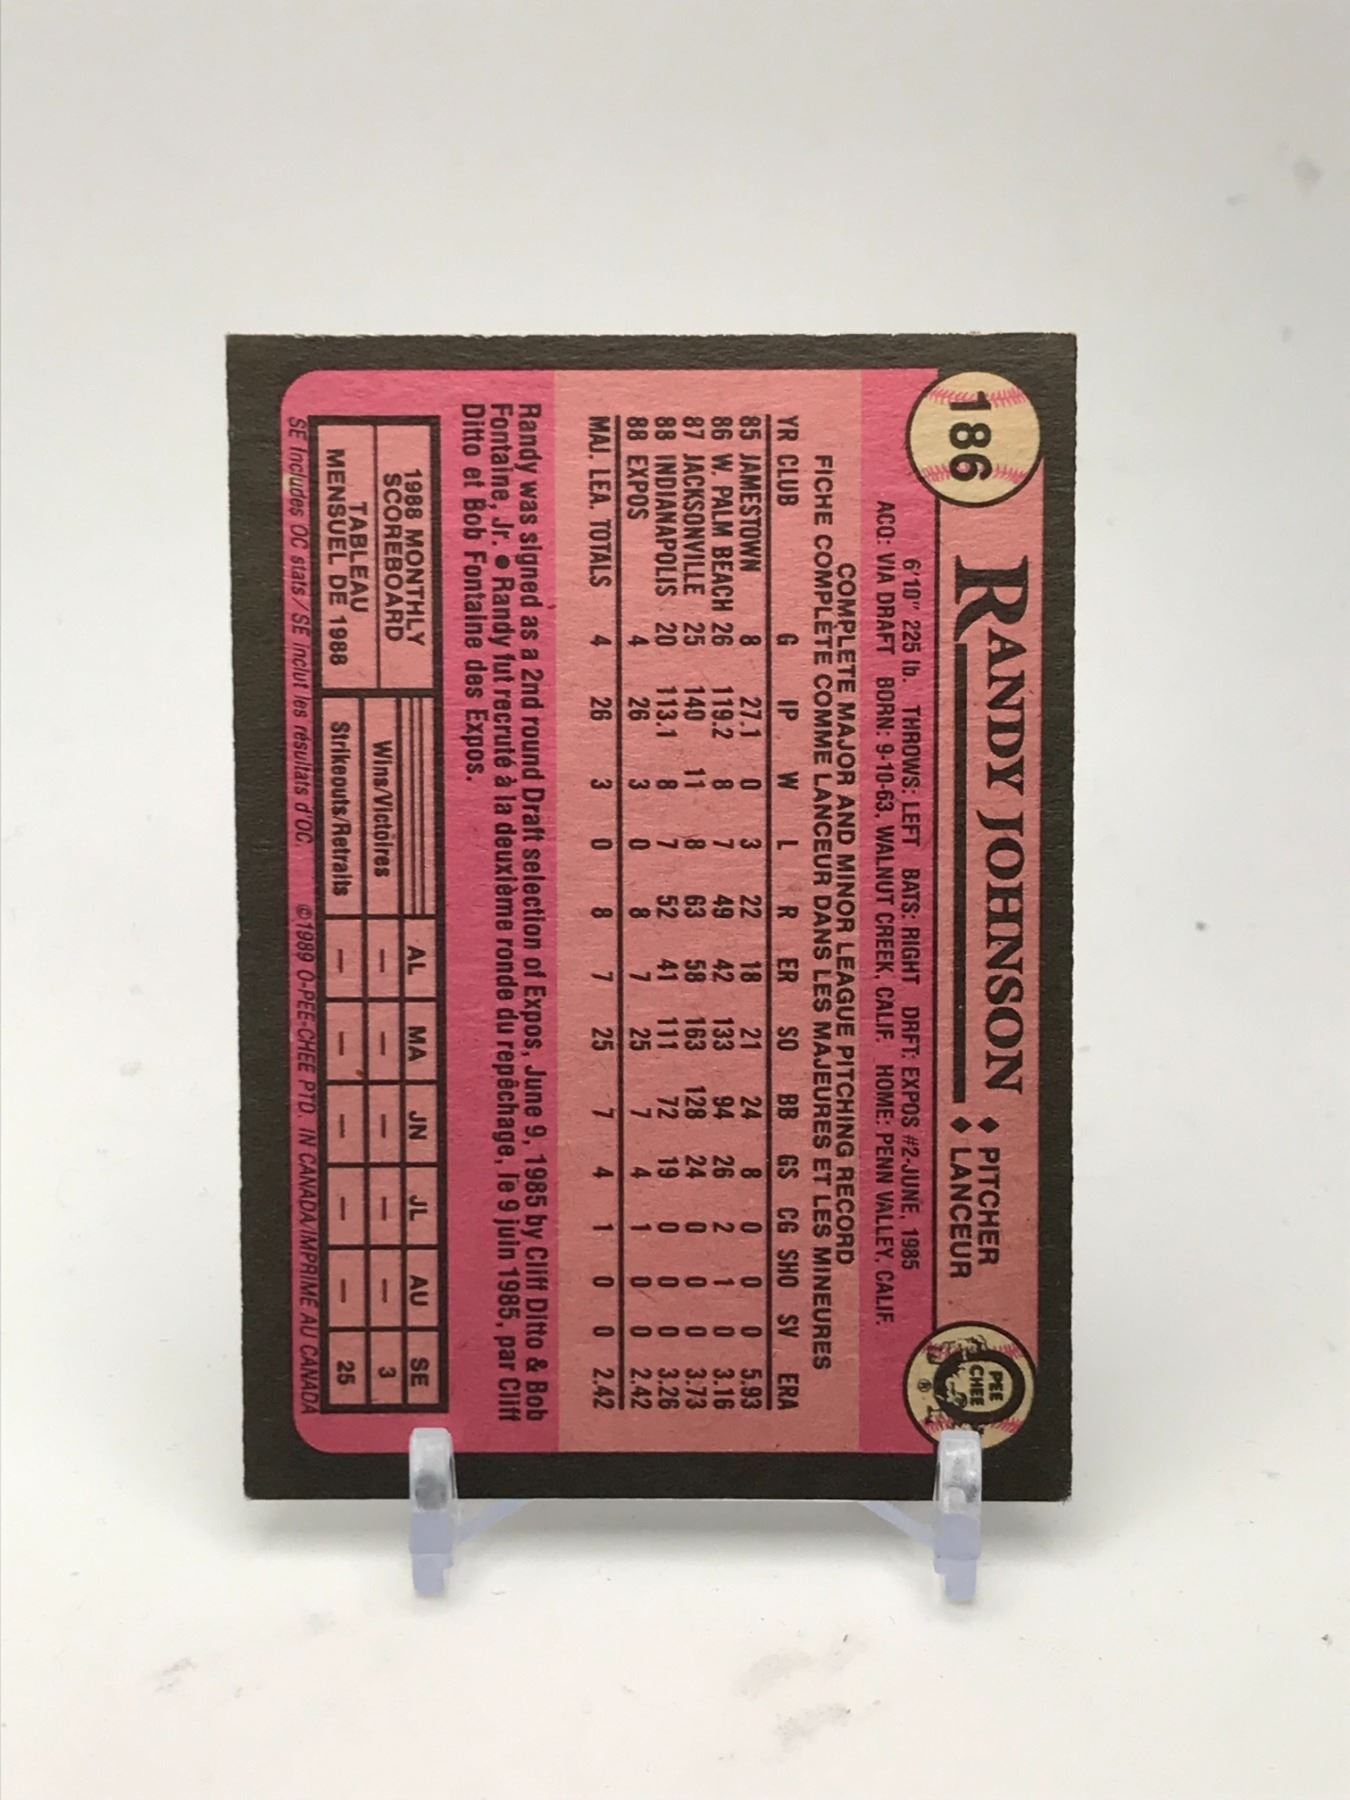 186
RANDY JOHNSON
♦ PITCHER
♦ LANCEUR
PEE
CHEE
®
6'10" 225 lb. THROWS: LEFT BATS: RIGHT DRFT: EXPOS #2-JUNE, 1985
ACQ: VIA DRAFT BORN: 9-10-63, WALNUT CREEK, CALIF. HOME: PENN VALLEY, CALIF.
COMPLETE MAJOR AND MINOR LEAGUE PITCHING RECORD
FICHE COMPLÈTE COMME LANCEUR DANS LES MAJEURES ET LES MINEURES
YR CLUB G IP W L R ER SO BB GS CG SHO SV ERA
85 JAMESTOWN 8 27.1 0 3 22 18 21 24 8 0 0 0 5.93
86 W. PALM BEACH 26 119.2 8 7 49 42 133 94 26 2 1 0 3.16
87 JACKSONVILLE 25 140 11 8 63 58 163 128 24 0 0 0 3.73
88 INDIANAPOLIS 20 113.1 8 7 52 41 111 72 19 0 0 0 3.26
88 EXPOS 4 26 3 0 8 7 25 7 4 1 0 0 2.42
MAJ. LEA. TOTALS 4 26 3 0 8 7 25 7 4 1 0 0 2.42
Randy was signed as a 2nd round Draft selection of Expos, June 9, 1985 by Cliff Ditto & Bob
Fontaine, Jr. ● Randy fut recruté à la deuxième ronde du repêchage, le 9 juin 1985, par Cliff
Ditto et Bob Fontaine des Expos.
1988 MONTHLY
SCOREBOARD
TABLEAU
MENSUEL DE 1988
AL MA JN JL AU SE
Wins/Victoires — — — — — 3
Strikeouts/Retraits — — — — — 25
SE Includes OC stats / SE inclut les résultats d'OC. ©1989 O-PEE-CHEE PTD. IN CANADA/IMPRIMÉ AU CANADA